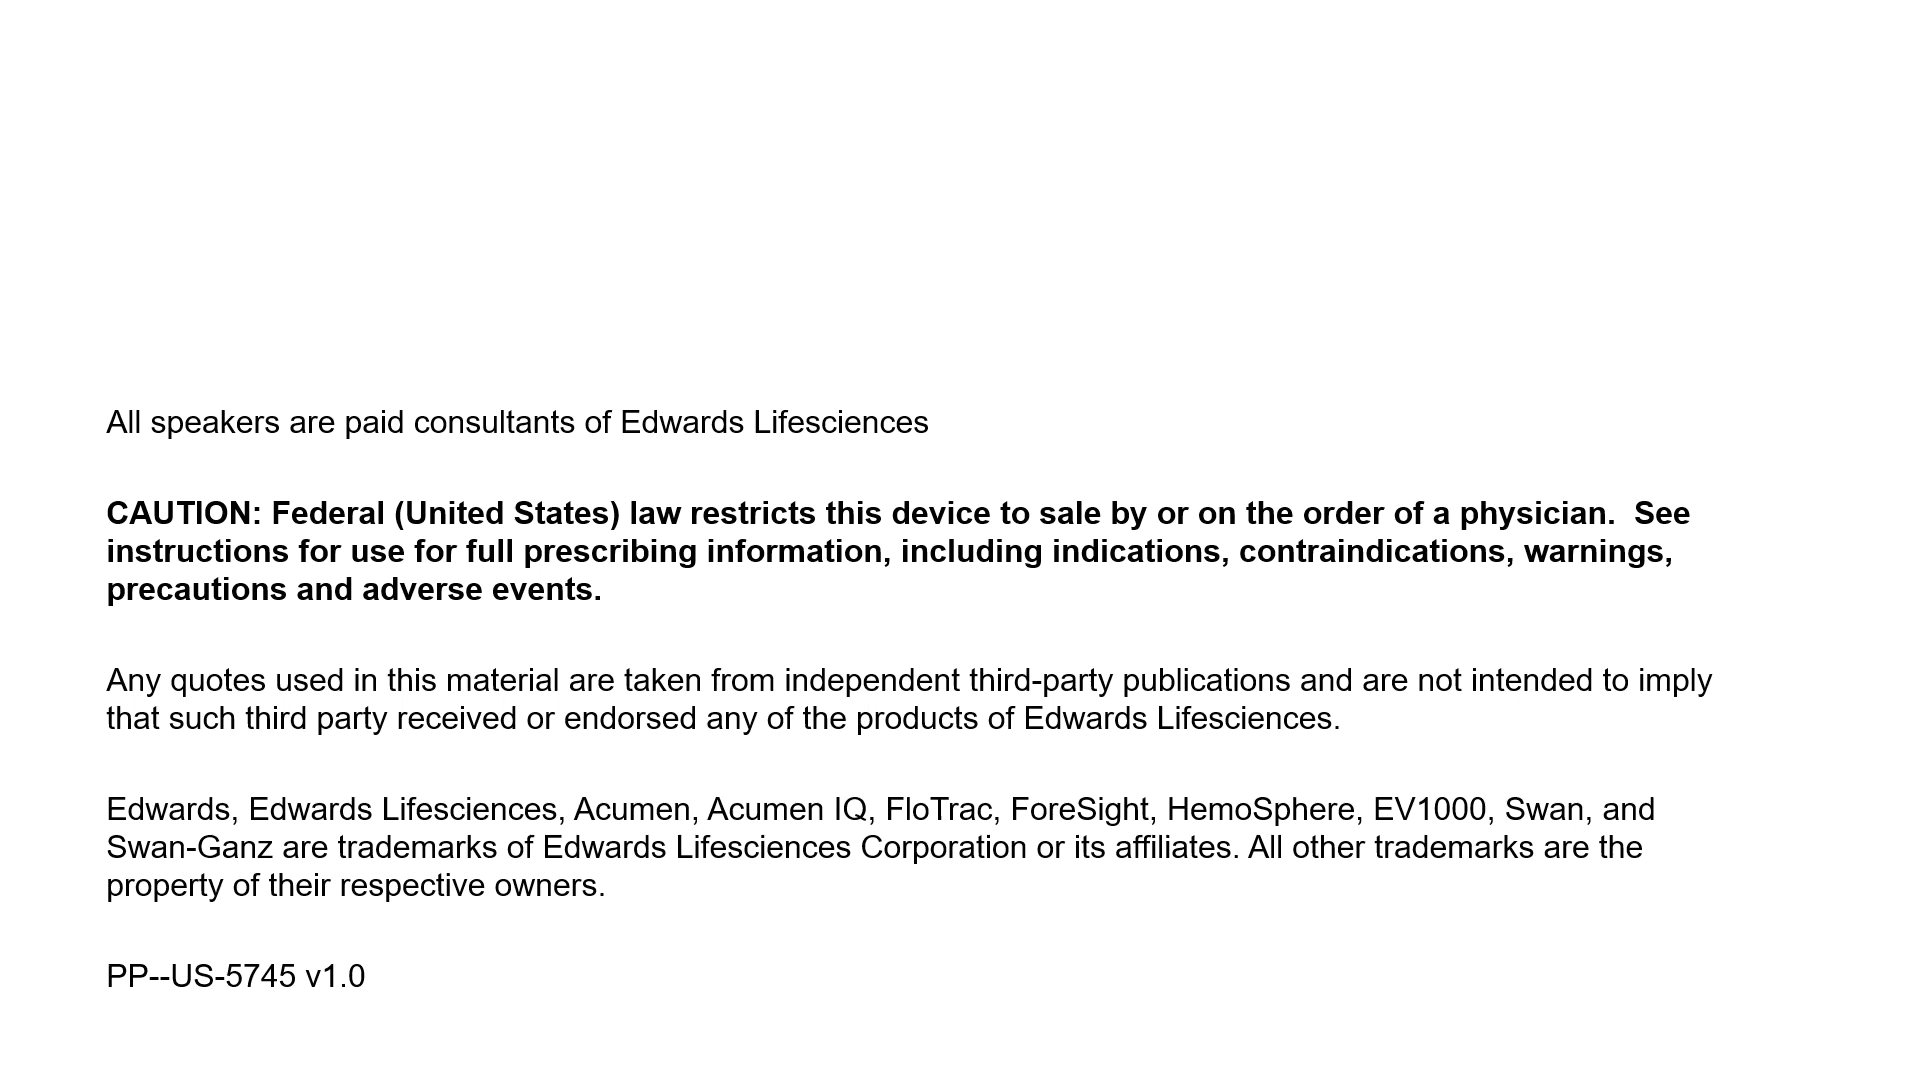 All speakers are paid consultants of Edwards Lifesciences
CAUTION: Federal (United States) law restricts this device to sale by or on the order of a physician.  See
instructions for use for full prescribing information, including indications, contraindications, warnings,
precautions and adverse events.
Any quotes used in this material are taken from independent third-party publications and are not intended to imply
that such third party received or endorsed any of the products of Edwards Lifesciences.
Edwards, Edwards Lifesciences, Acumen, Acumen IQ, FloTrac, ForeSight, HemoSphere, EV1000, Swan, and
Swan-Ganz are trademarks of Edwards Lifesciences Corporation or its affiliates. All other trademarks are the
property of their respective owners.
PP--US-5745 v1.0